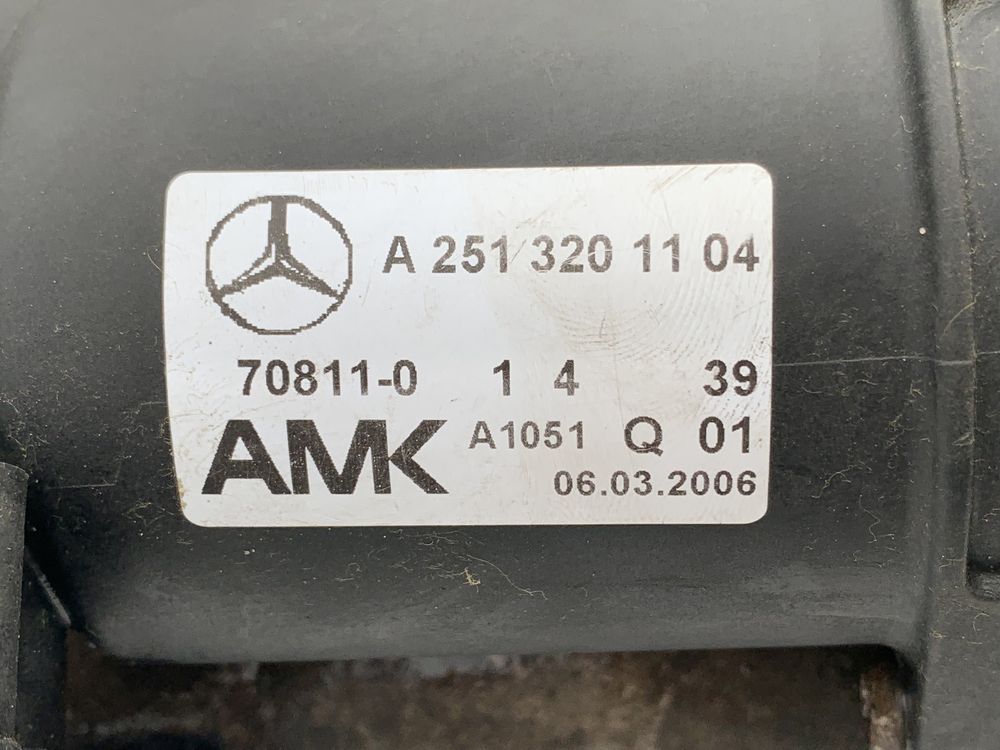 A 251 320 11 04
70811-0 1 4 39
AMK A1051 Q 01
06.03.2006